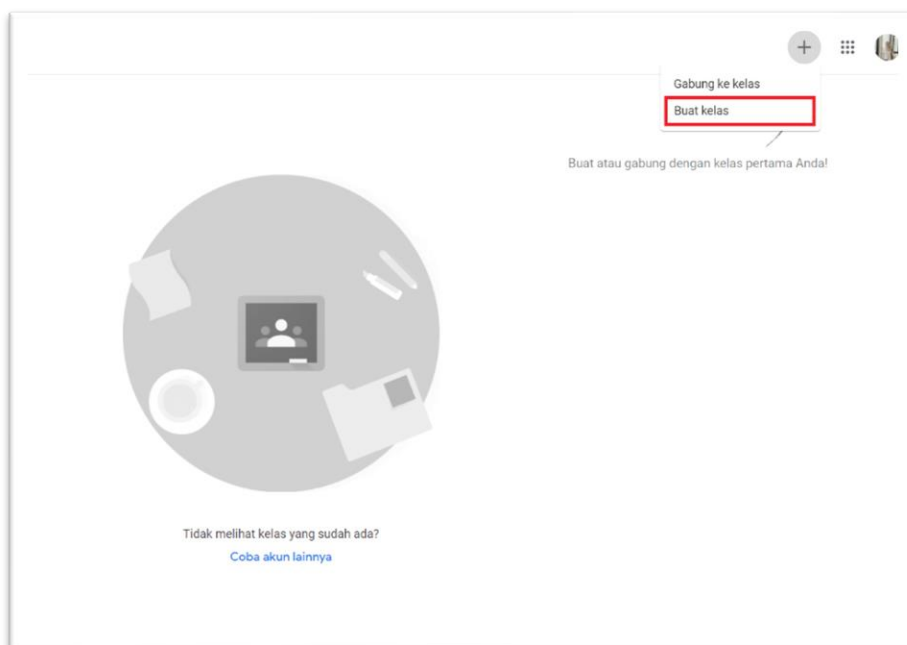 Gabung ke kelas
Buat kelas
Buat atau gabung dengan kelas pertama Anda!
Tidak melihat kelas yang sudah ada?
Coba akun lainnya